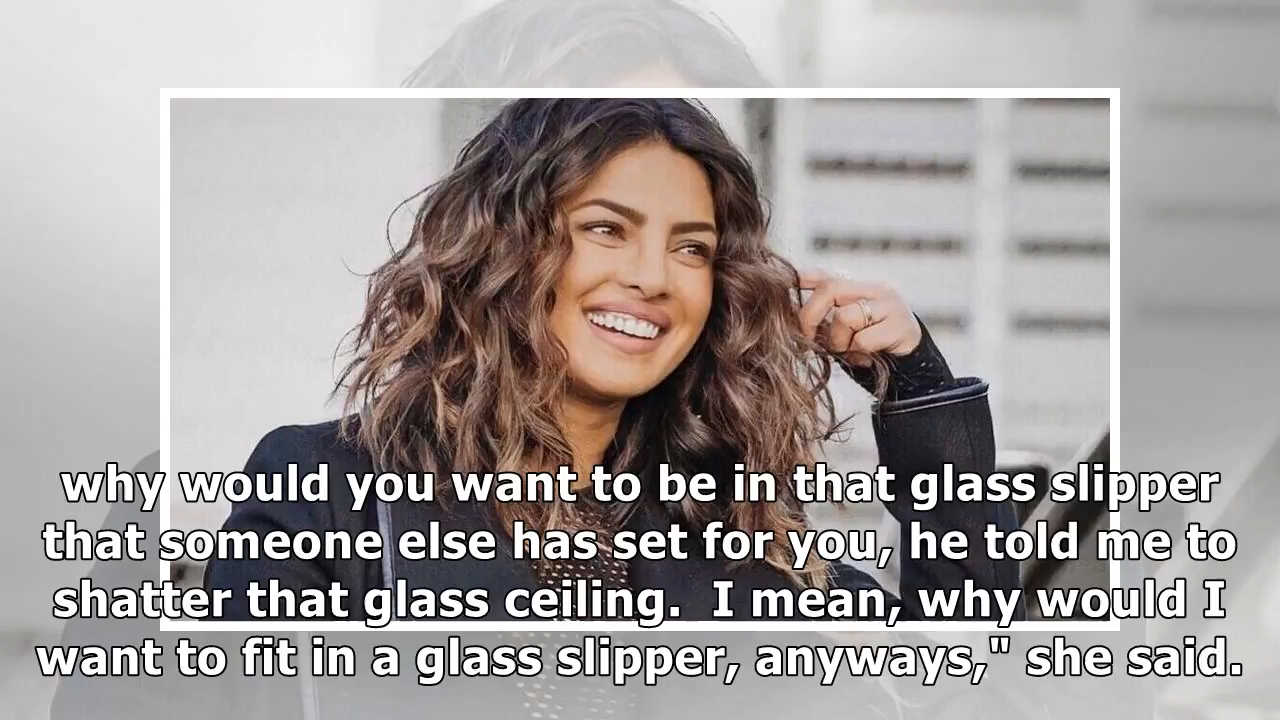 why would you want to be in that glass slipper
that someone else has set for you, he told me to
shatter that glass ceiling.  I mean, why would I
want to fit in a glass slipper, anyways," she said.